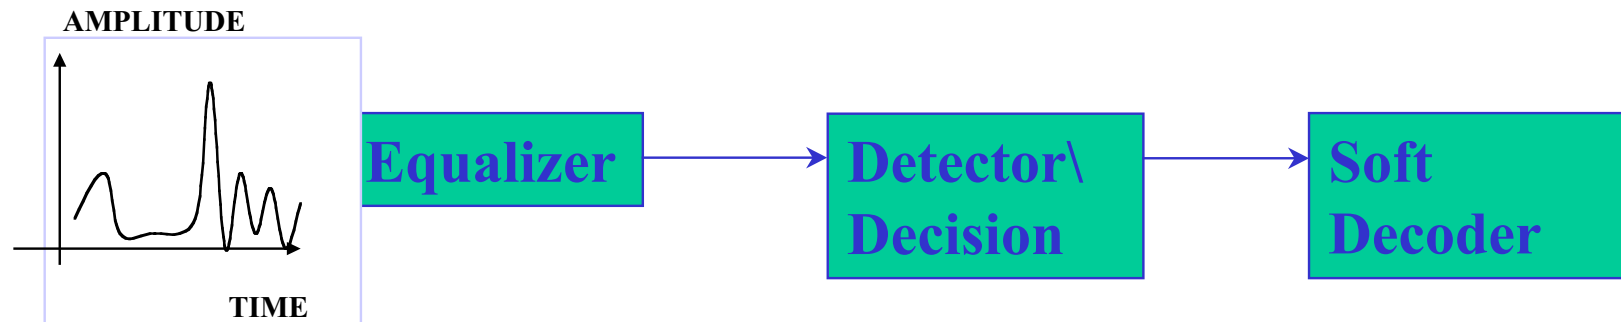 AMPLITUDE
TIME
Equalizer
Detector\
Decision
Soft
Decoder